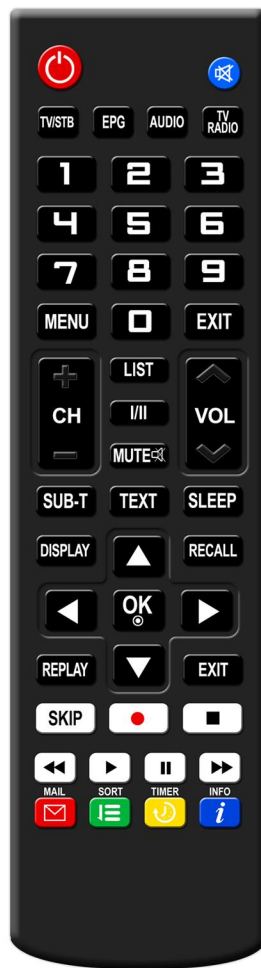 TV/STB EPG AUDIO TV RADIO
1 2 3
4 5 6
7 8 9
MENU 0 EXIT
LIST
CH I/II VOL
MUTE
SUB-T TEXT SLEEP
DISPLAY RECALL
OK
REPLAY EXIT
SKIP
MAIL SORT TIMER INFO
i